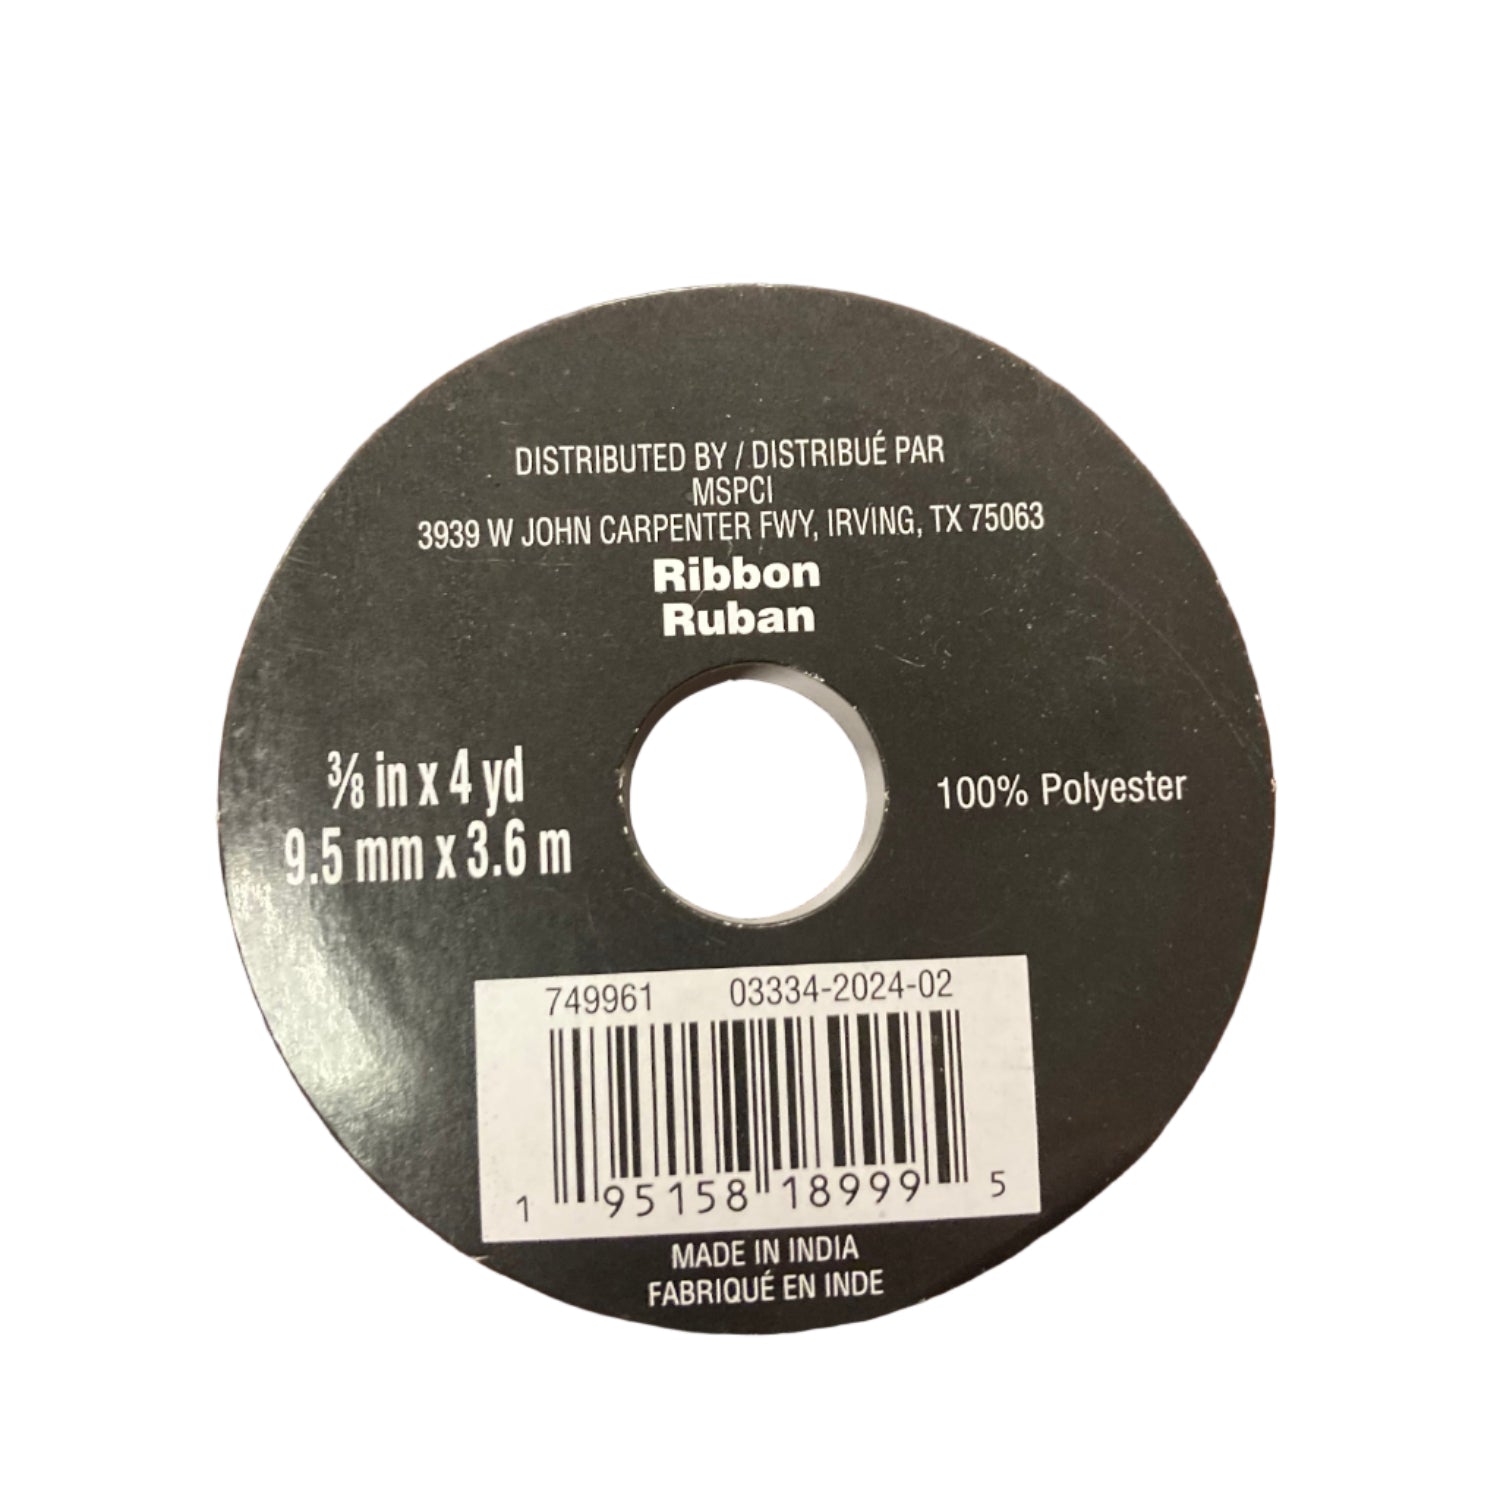 DISTRIBUTED BY / DISTRIBUÉ PAR
MSPCI
3939 W JOHN CARPENTER FWY, IRVING, TX 75063
Ribbon
Ruban
⅜ in x 4 yd
9.5 mm x 3.6 m
100% Polyester
749961 03334-2024-02
1 95158 18999 5
MADE IN INDIA
FABRIQUÉ EN INDE